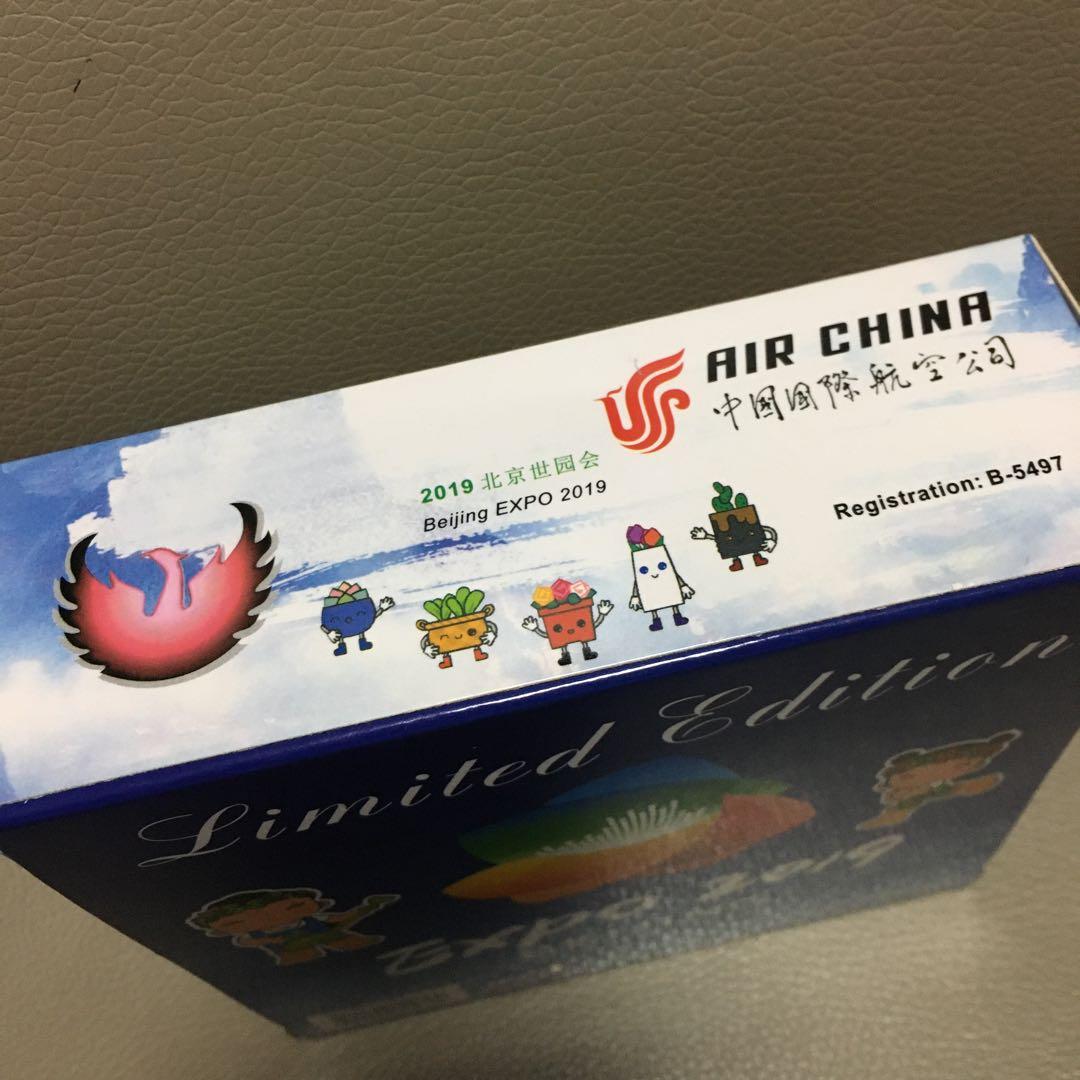 AIR CHINA
中国国際航空公司
2019 北京世园会
Beijing EXPO 2019
Registration: B-5497
Limited Edition
Expo 2019